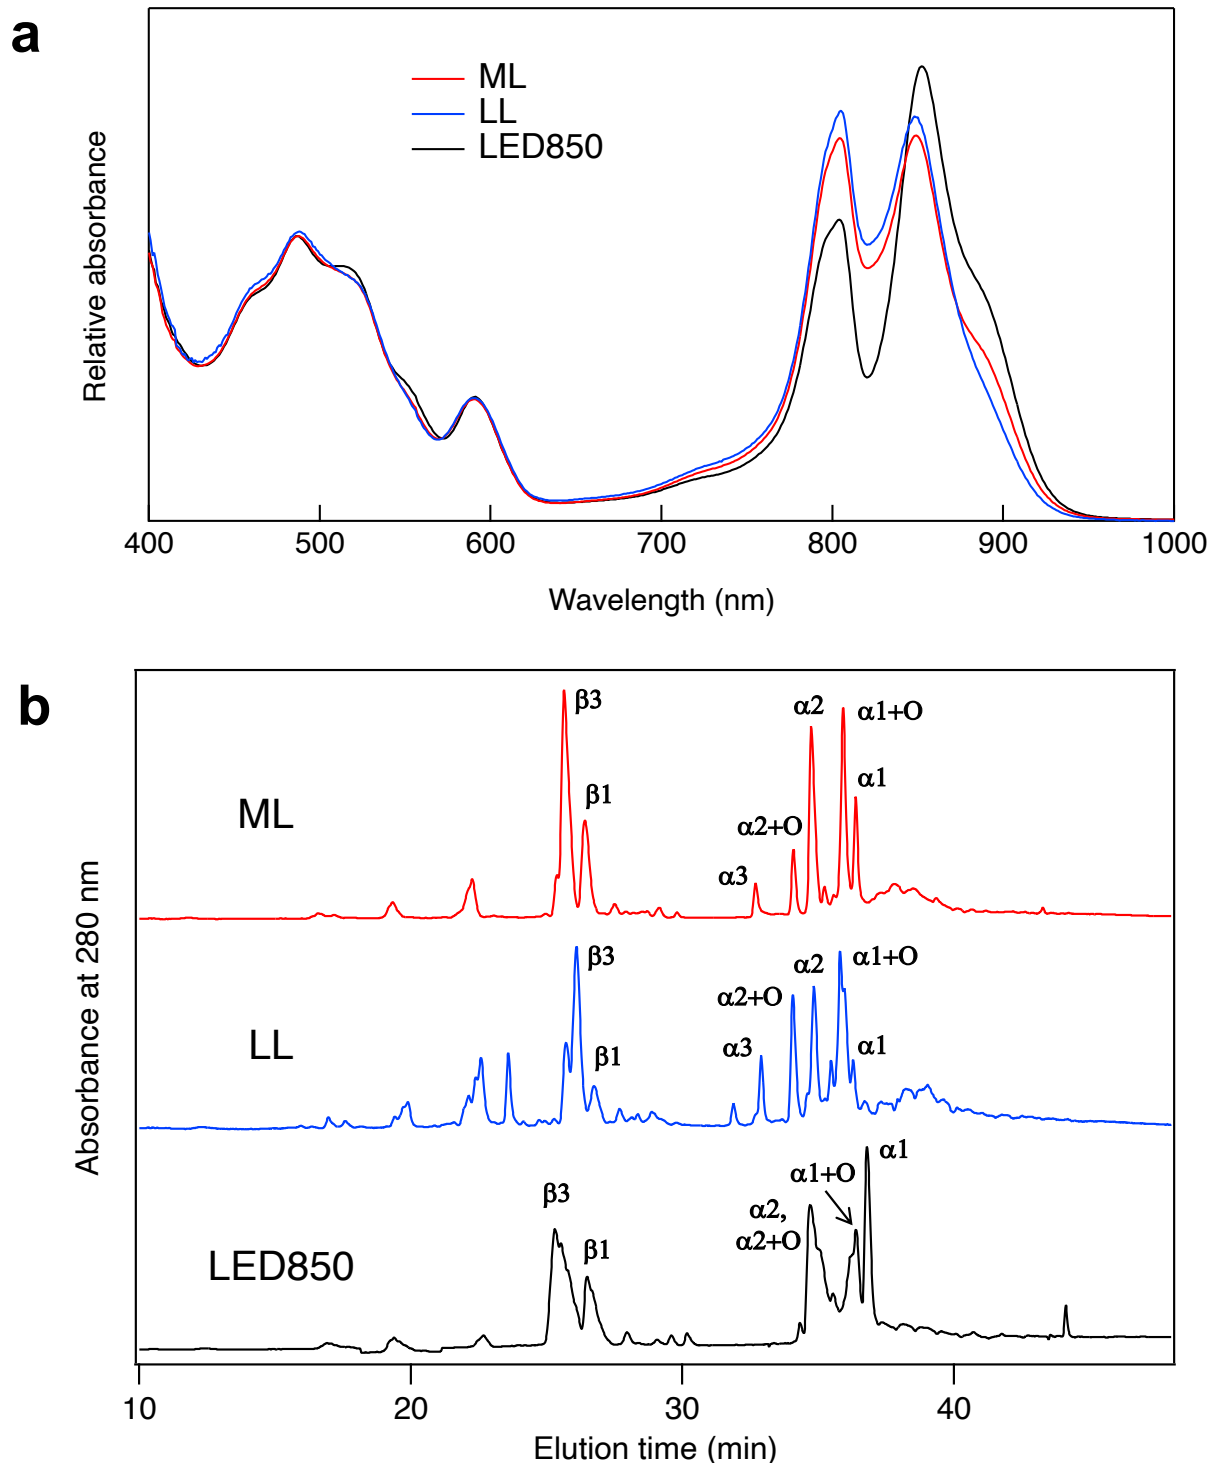 a
ML
LL
LED850
Relative absorbance
400 500 600 700 800 900 1000
Wavelength (nm)
b
β3
α2
α1+O
β1
α1
ML
α2+O
α3
β3
α2
α1+O
α2+O
LL
α3
β1
α1
α1
α1+O
β3
α2,
α2+O
β1
LED850
Absorbance at 280 nm
10 20 30 40
Elution time (min)